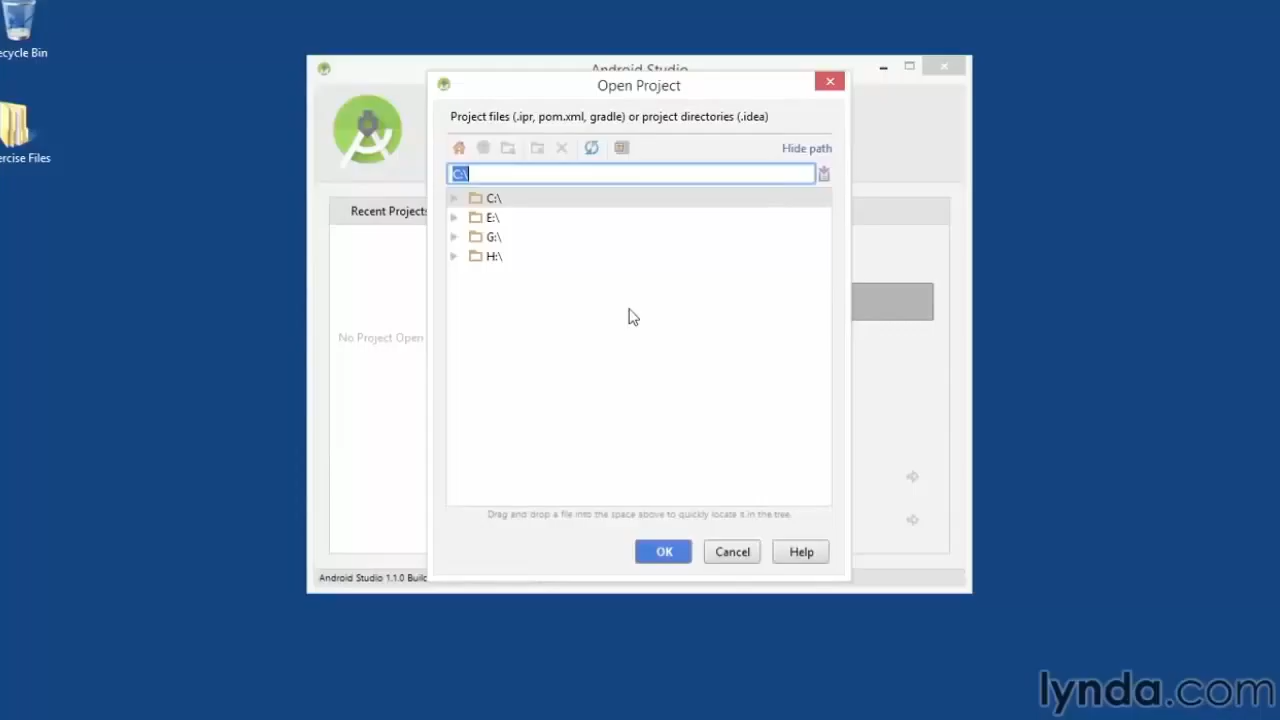 ecycle Bin
ercise Files
Android Studio
Open Project
Project files (.ipr, pom.xml, gradle) or project directories (.idea)
Hide path
C:\
C:\
E:\
G:\
H:\
Recent Projects
No Project Open
Drag and drop a file into the space above to quickly locate it in the tree.
OK
Cancel
Help
Android Studio 1.1.0 Build
lynda.com